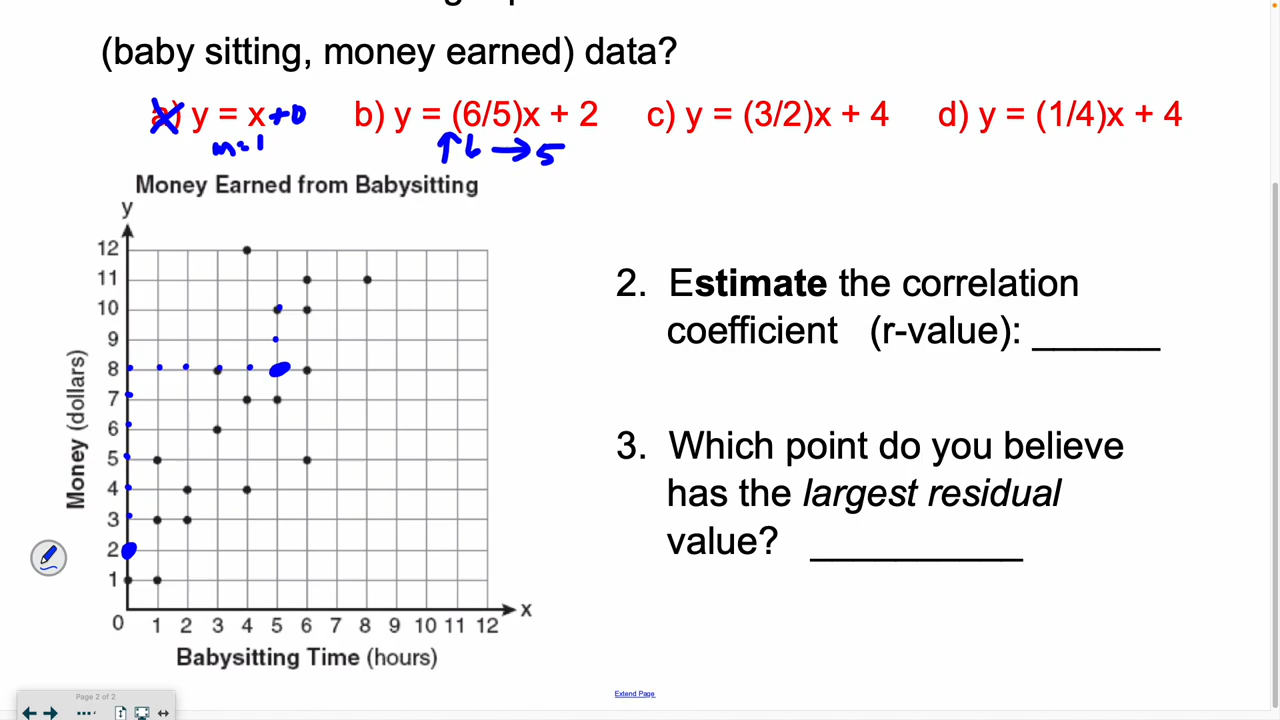 (baby sitting, money earned) data?
a) y = x +0 b) y = (6/5)x + 2 c) y = (3/2)x + 4 d) y = (1/4)x + 4
m=1 ↑6 →5
Money Earned from Babysitting
y
12
11
10
9
8
7
6
5
4
3
2
1
Money (dollars)
0 1 2 3 4 5 6 7 8 9 10 11 12 x
Babysitting Time (hours)
2. Estimate the correlation
coefficient (r-value): ______
3. Which point do you believe
has the largest residual
value? __________
Page 2 of 2
Extend Page